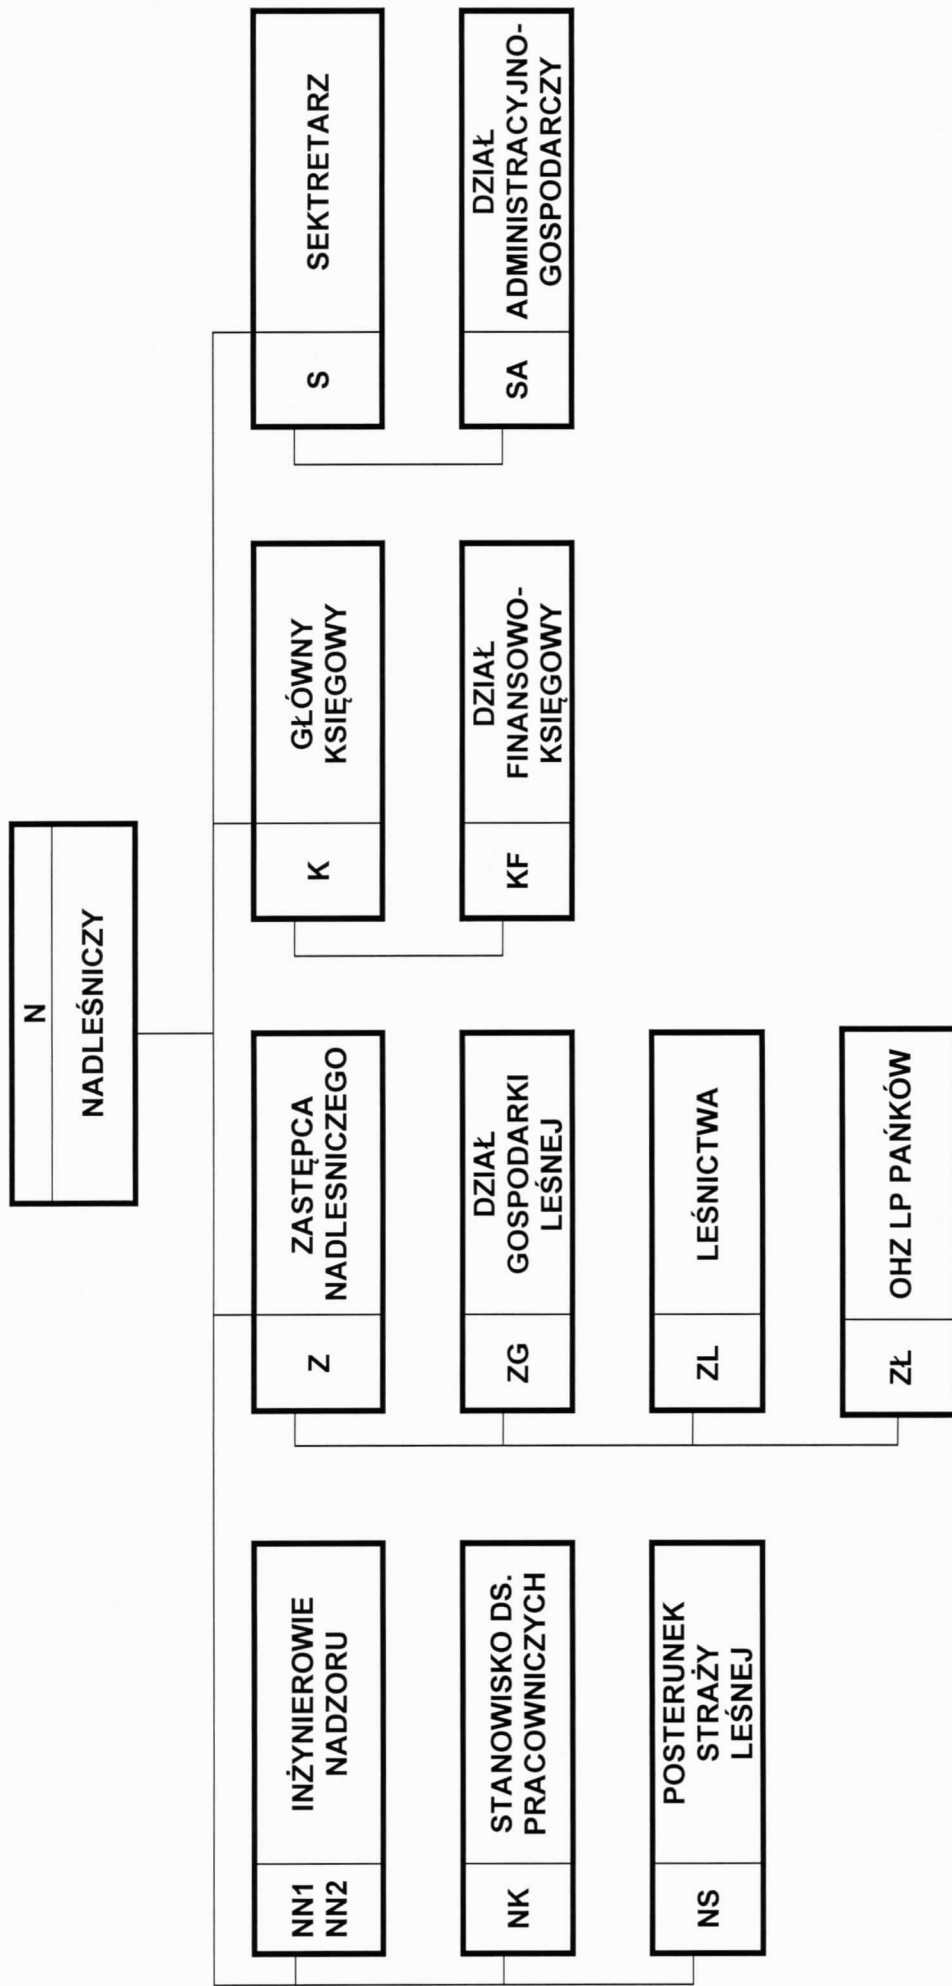 N
NADLEŚNICZY
NN1
NN2
INŻYNIEROWIE
NADZORU
NK
STANOWISKO DS.
PRACOWNICZYCH
NS
POSTERUNEK
STRAŻY
LEŚNEJ
Z
ZASTĘPCA
NADLESNICZEGO
ZG
DZIAŁ
GOSPODARKI
LEŚNEJ
ZL
LEŚNICTWA
ZŁ
OHZ LP PAŃKÓW
K
GŁÓWNY
KSIĘGOWY
KF
DZIAŁ
FINANSOWO-
KSIĘGOWY
S
SEKTRETARZ
SA
DZIAŁ
ADMINISTRACYJNO-
GOSPODARCZY